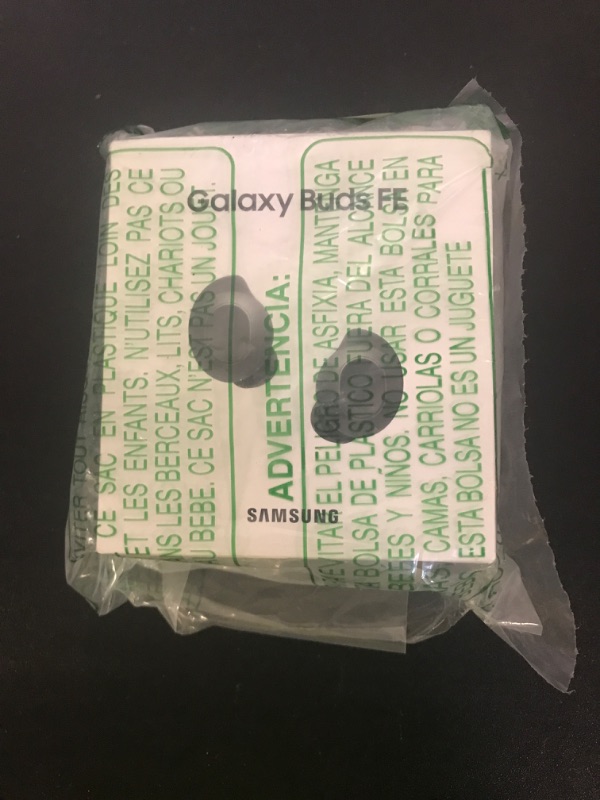 Galaxy Buds FE
SAMSUNG
CE SAC EN PLASTIQUE LOIN DES
ET LES ENFANTS. N'UTILISEZ PAS CE
NS LES BERCEAUX, LITS, CHARIOTS OU
U BEBE. CE SAC N'EST PAS UN JOUET.
ADVERTENCIA:
EVITA EL PELIGRO DE ASFIXIA, MANTENGA
A BOLSA DE PLASTICO FUERA DEL ALCANCE
BEBES Y NIÑOS. NO USAR ESTA BOLSA EN
CAMAS, CARRIOLAS O CORRALES PARA
ESTA BOLSA NO ES UN JUGUETE